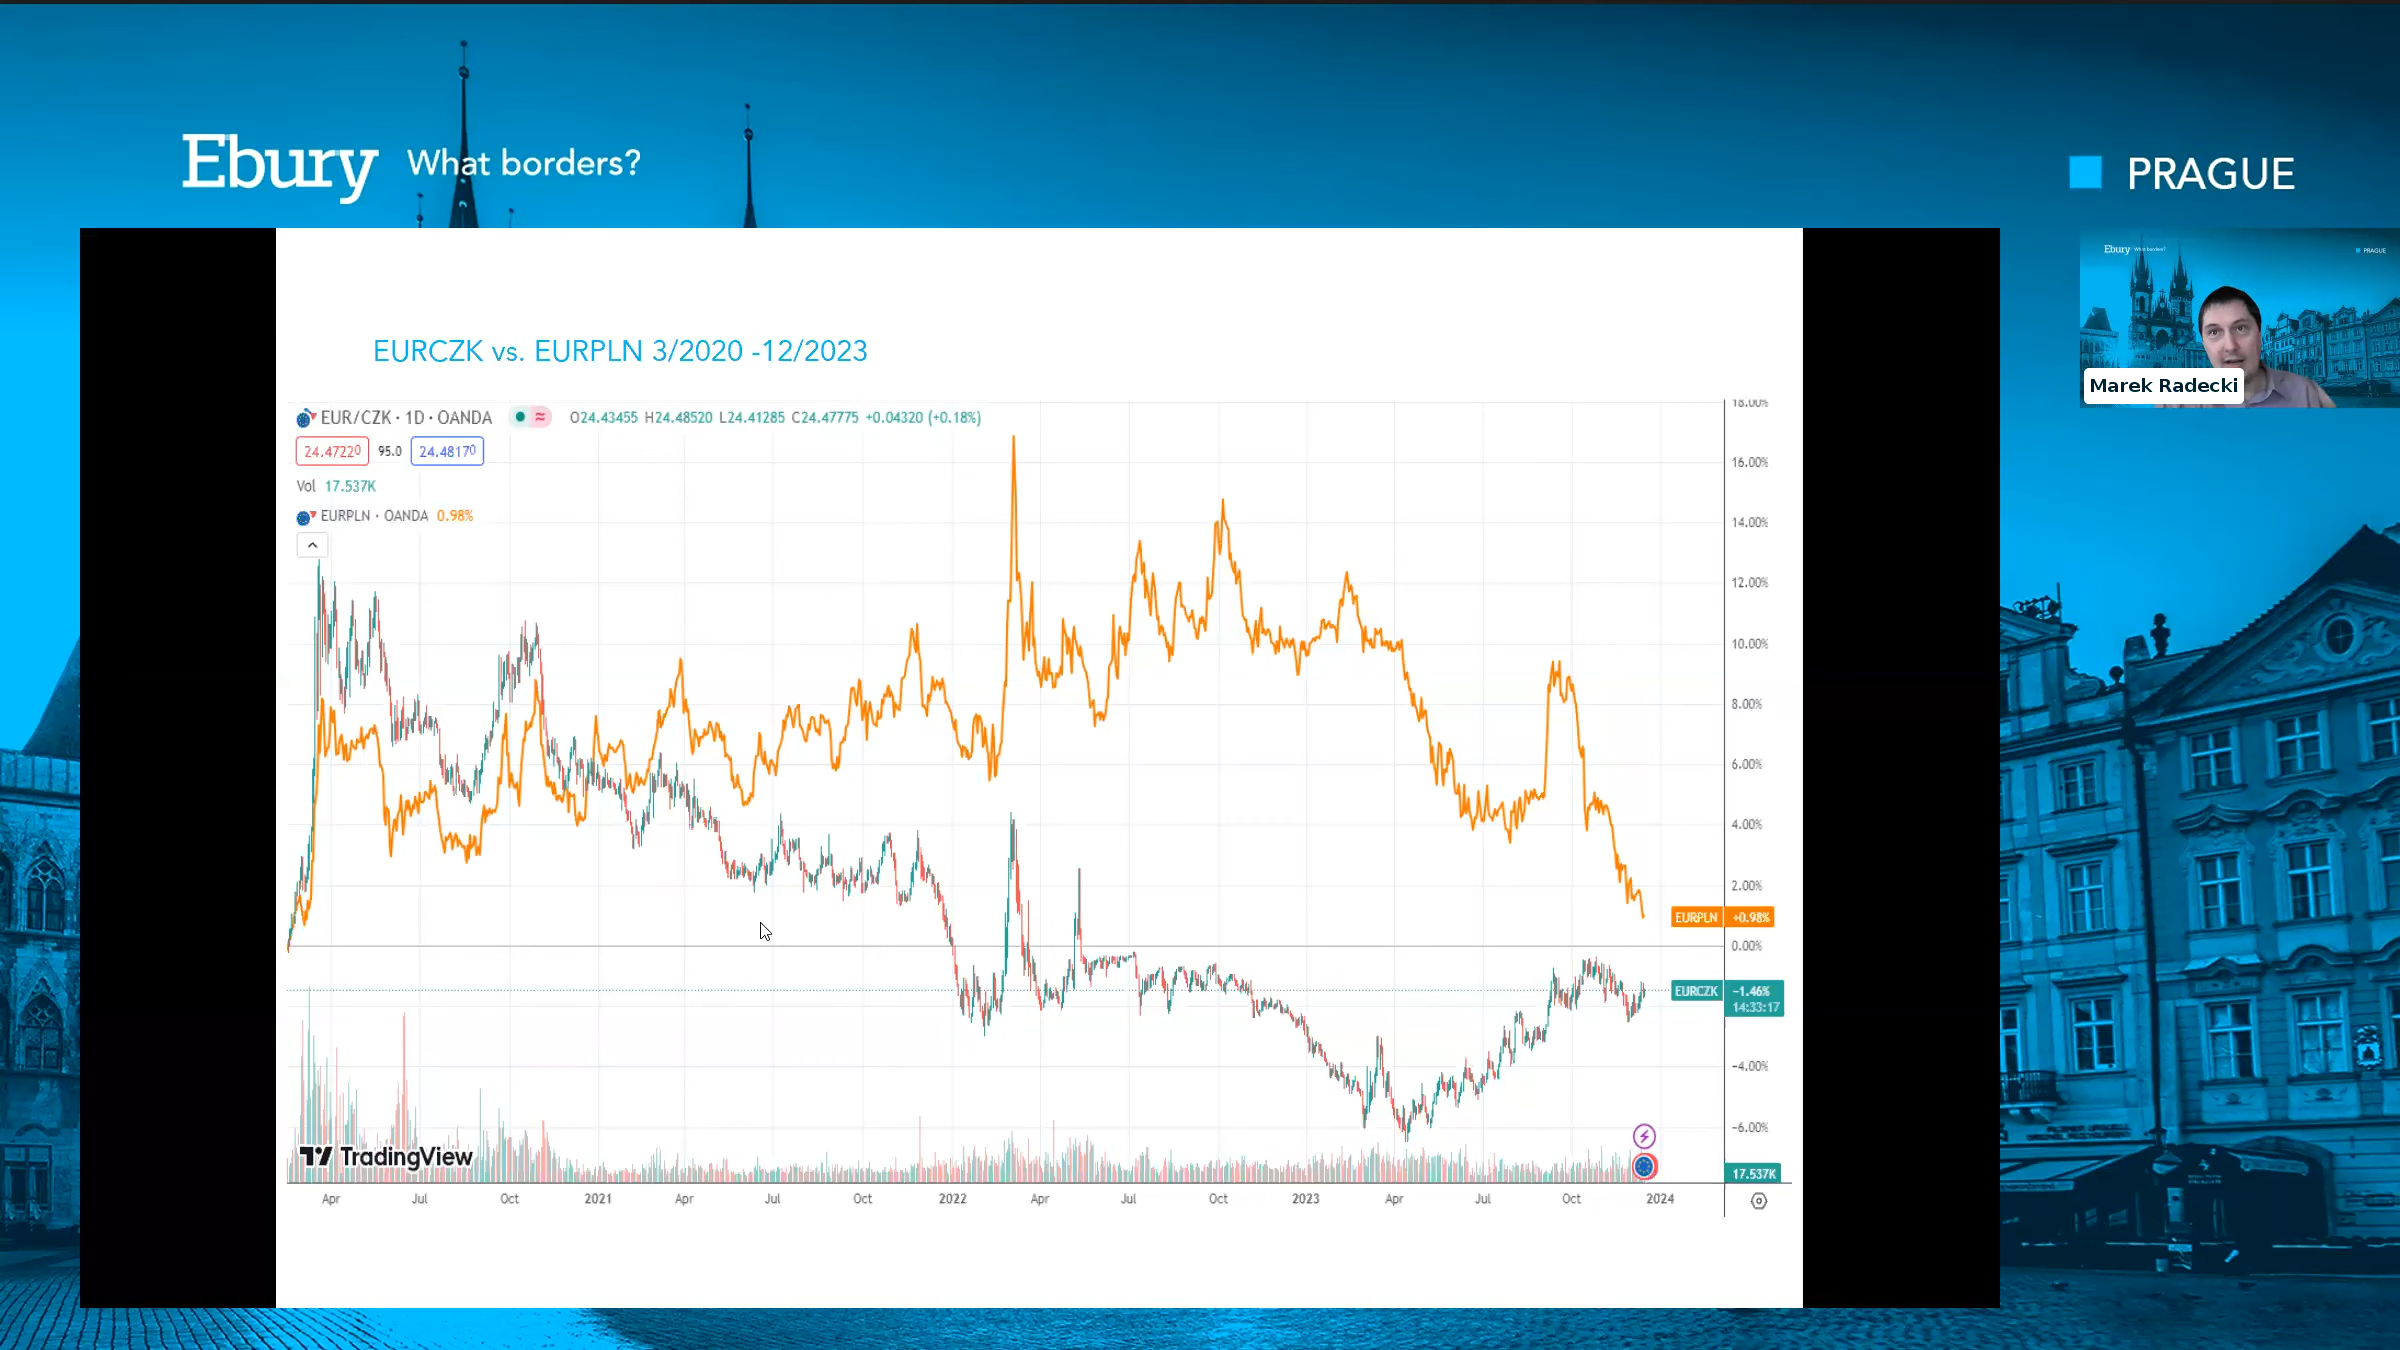 Ebury What borders?
PRAGUE
Ebury What borders?
PRAGUE
Marek Radecki
EURCZK vs. EURPLN 3/2020 -12/2023
EUR/CZK · 1D · OANDA O24.43455 H24.48520 L24.41285 C24.47775 +0.04320 (+0.18%)
24.47220 95.0 24.48170
Vol 17.537K
EURPLN · OANDA 0.98%
18.00%
16.00%
14.00%
12.00%
10.00%
8.00%
6.00%
4.00%
2.00%
EURPLN +0.98%
0.00%
EURCZK −1.46%
14:33:17
−4.00%
−6.00%
17.537K
TradingView
Apr Jul Oct 2021 Apr Jul Oct 2022 Apr Jul Oct 2023 Apr Jul Oct 2024